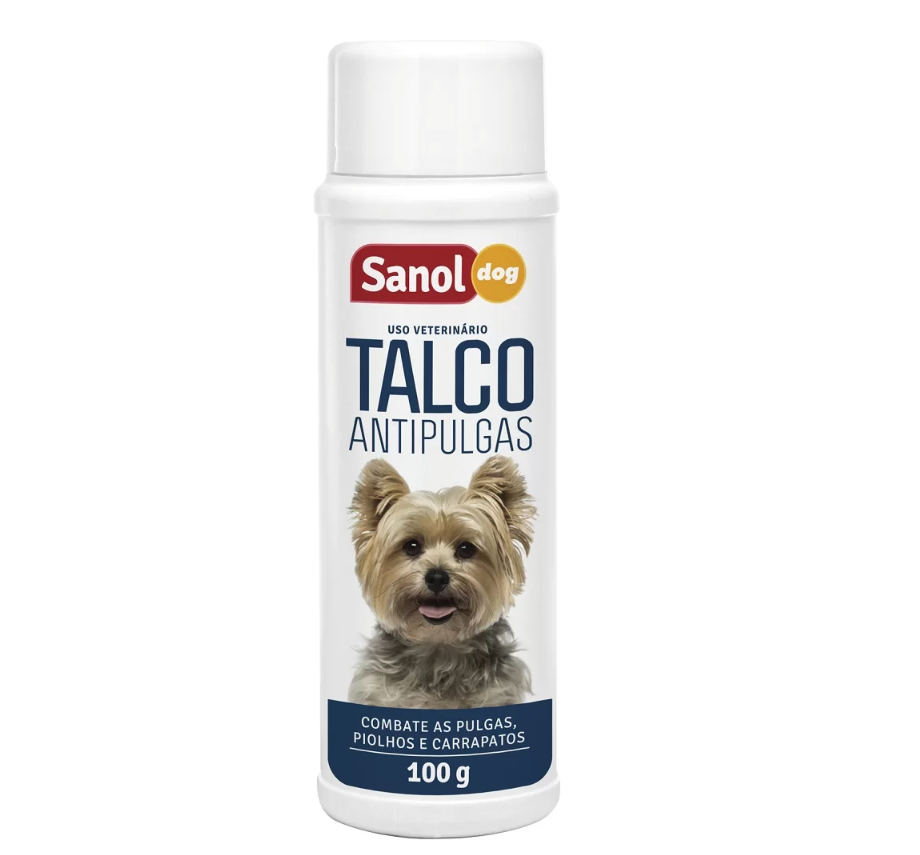 Sanol dog
USO VETERINÁRIO
TALCO
ANTIPULGAS
COMBATE AS PULGAS,
PIOLHOS E CARRAPATOS
100 g